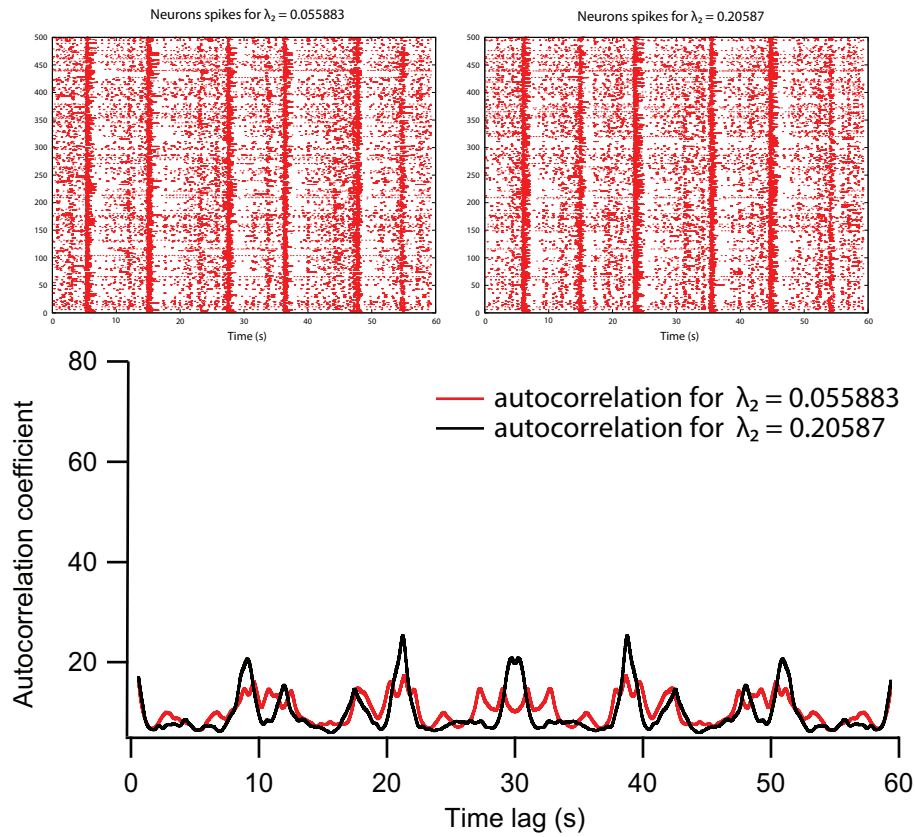 Neurons spikes for λ₂ = 0.055883
500
450
400
350
300
250
200
150
100
50
0
0 10 20 30 40 50 60
Time (s)
Neurons spikes for λ₂ = 0.20587
500
450
400
350
300
250
200
150
100
50
0
0 10 20 30 40 50 60
Time (s)
autocorrelation for λ₂ = 0.055883
autocorrelation for λ₂ = 0.20587
Autocorrelation coefficient
80
60
40
20
0 10 20 30 40 50 60
Time lag (s)